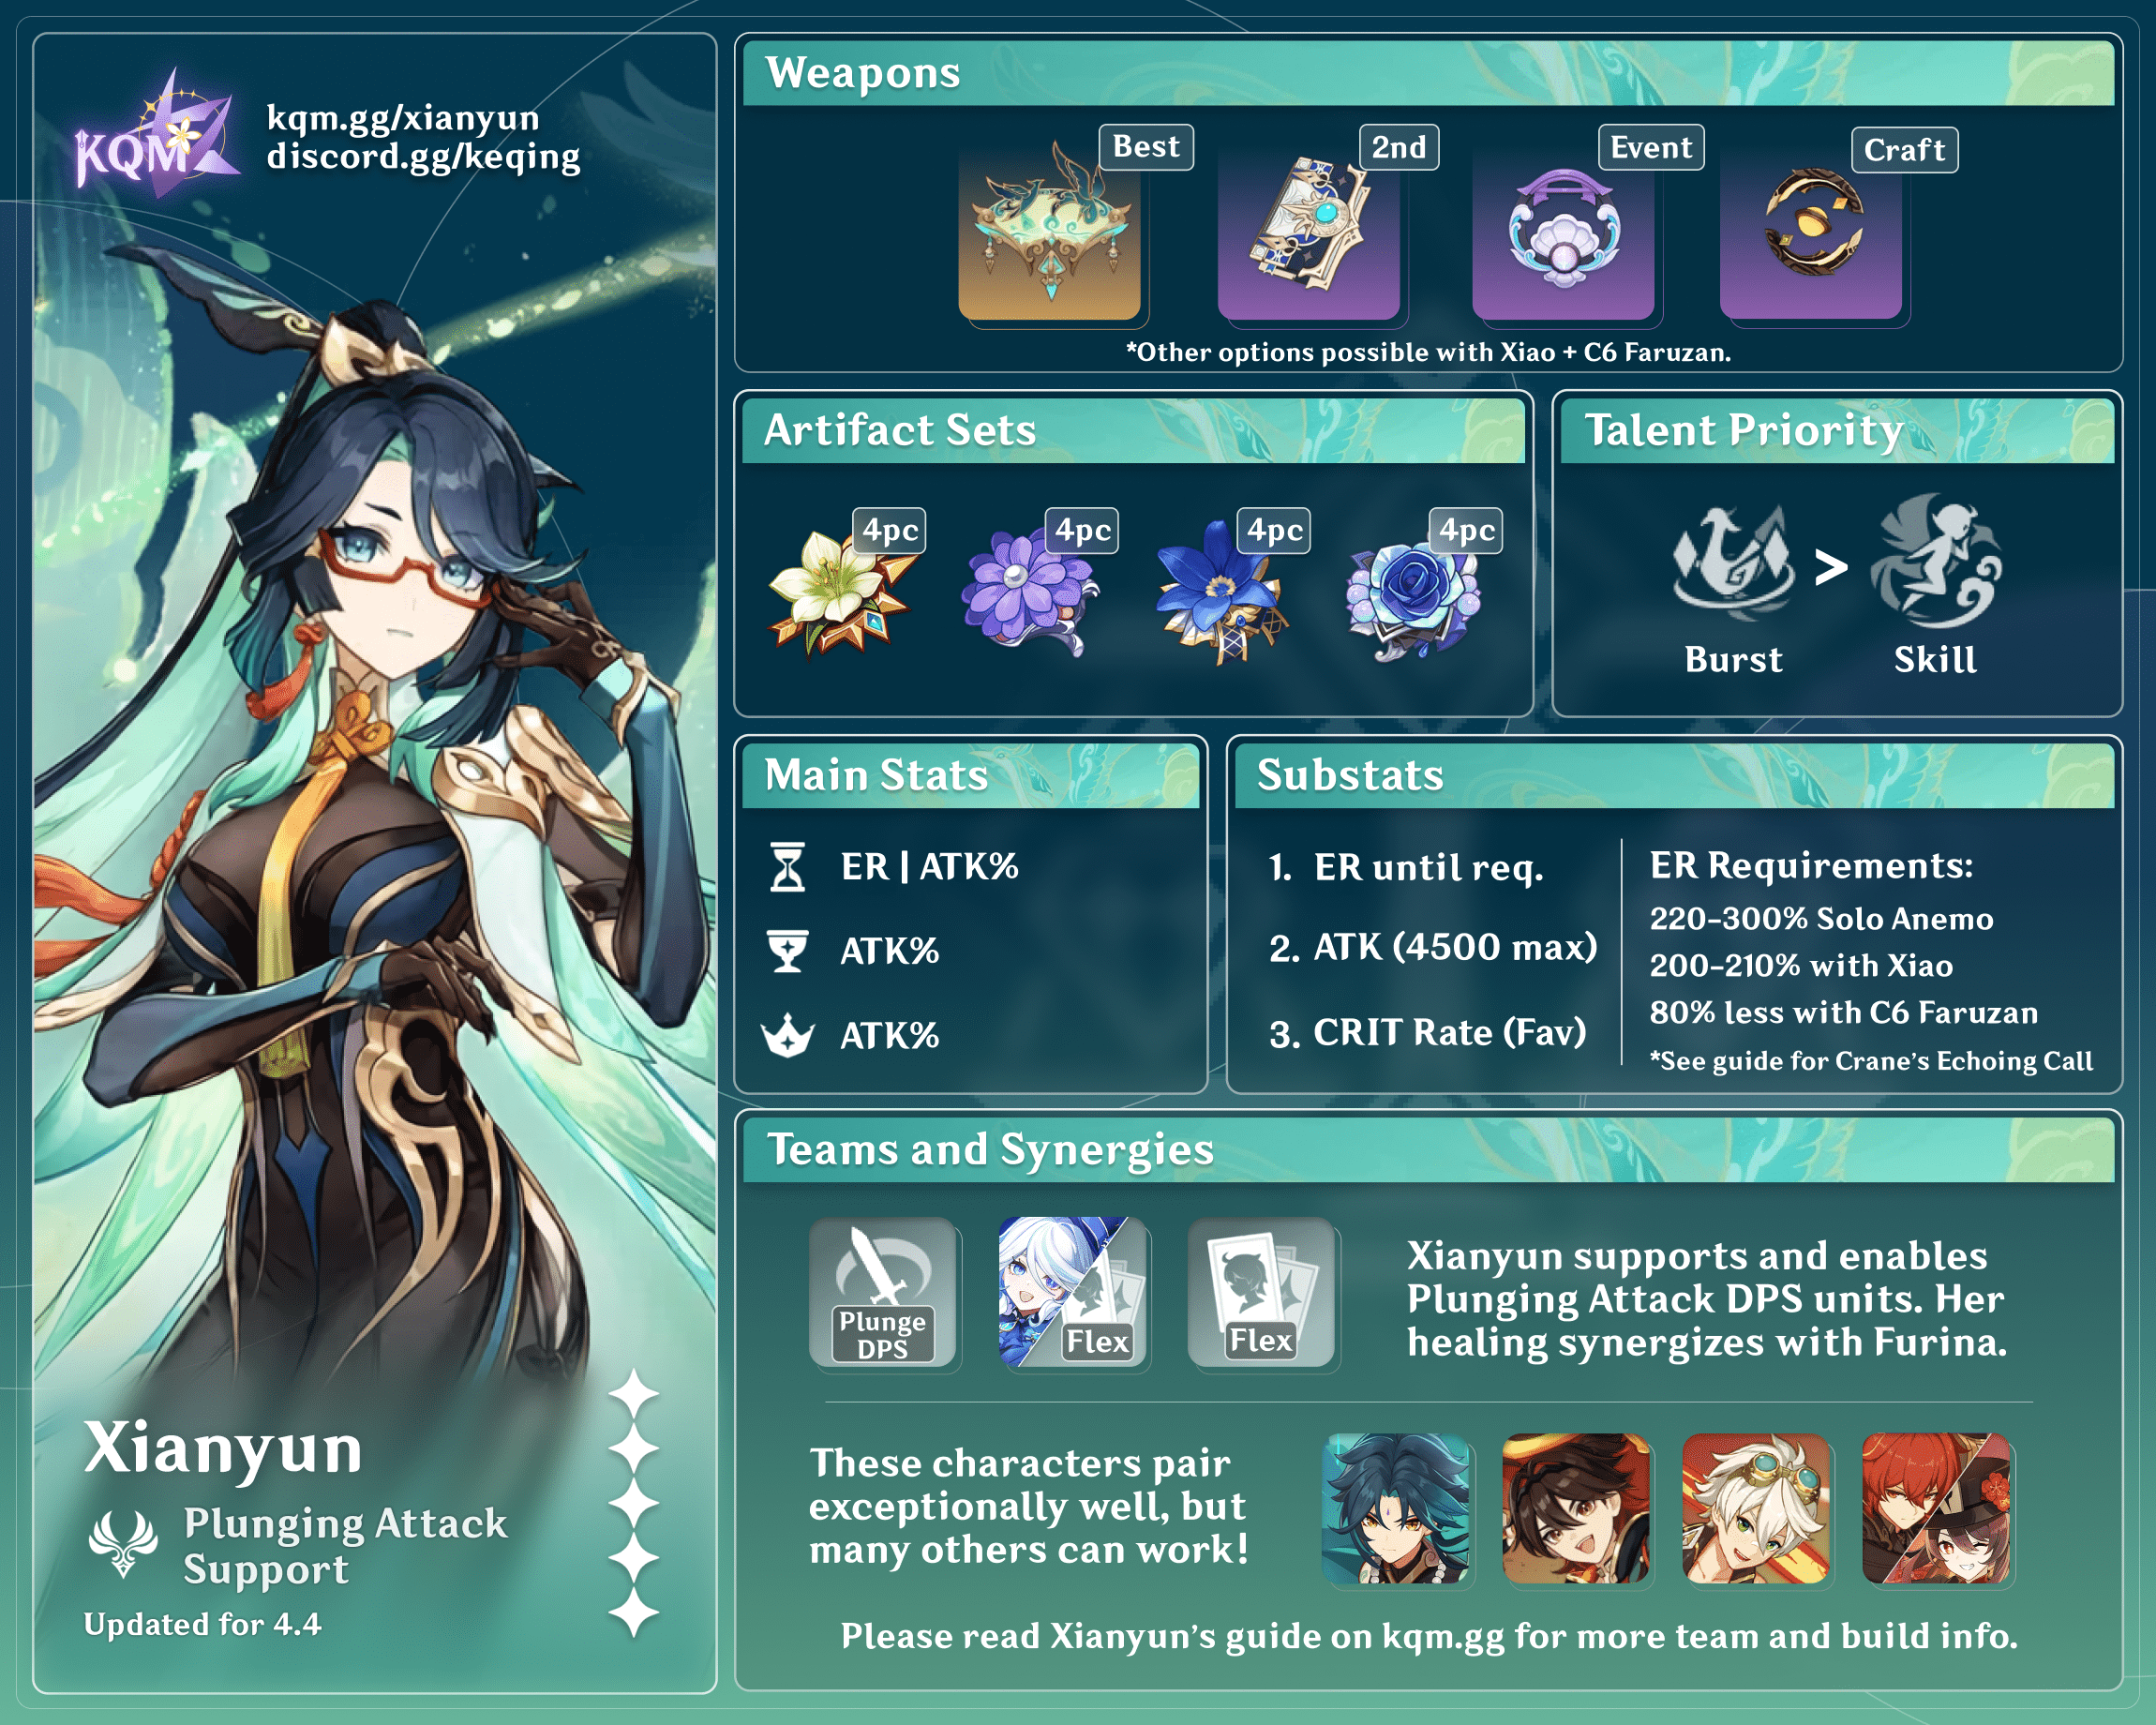 KQM
kqm.gg/xianyun
discord.gg/keqing
Xianyun
Plunging Attack
Support
Updated for 4.4
Weapons
Best
2nd
Event
Craft
*Other options possible with Xiao + C6 Faruzan.
Artifact Sets
4pc
4pc
4pc
4pc
Talent Priority
>
Burst
Skill
Main Stats
ER | ATK%
ATK%
ATK%
Substats
1. ER until req.
2. ATK (4500 max)
3. CRIT Rate (Fav)
ER Requirements:
220-300% Solo Anemo
200-210% with Xiao
80% less with C6 Faruzan
*See guide for Crane's Echoing Call
Teams and Synergies
Plunge
DPS
Flex
Flex
Xianyun supports and enables
Plunging Attack DPS units. Her
healing synergizes with Furina.
These characters pair
exceptionally well, but
many others can work!
Please read Xianyun's guide on kqm.gg for more team and build info.